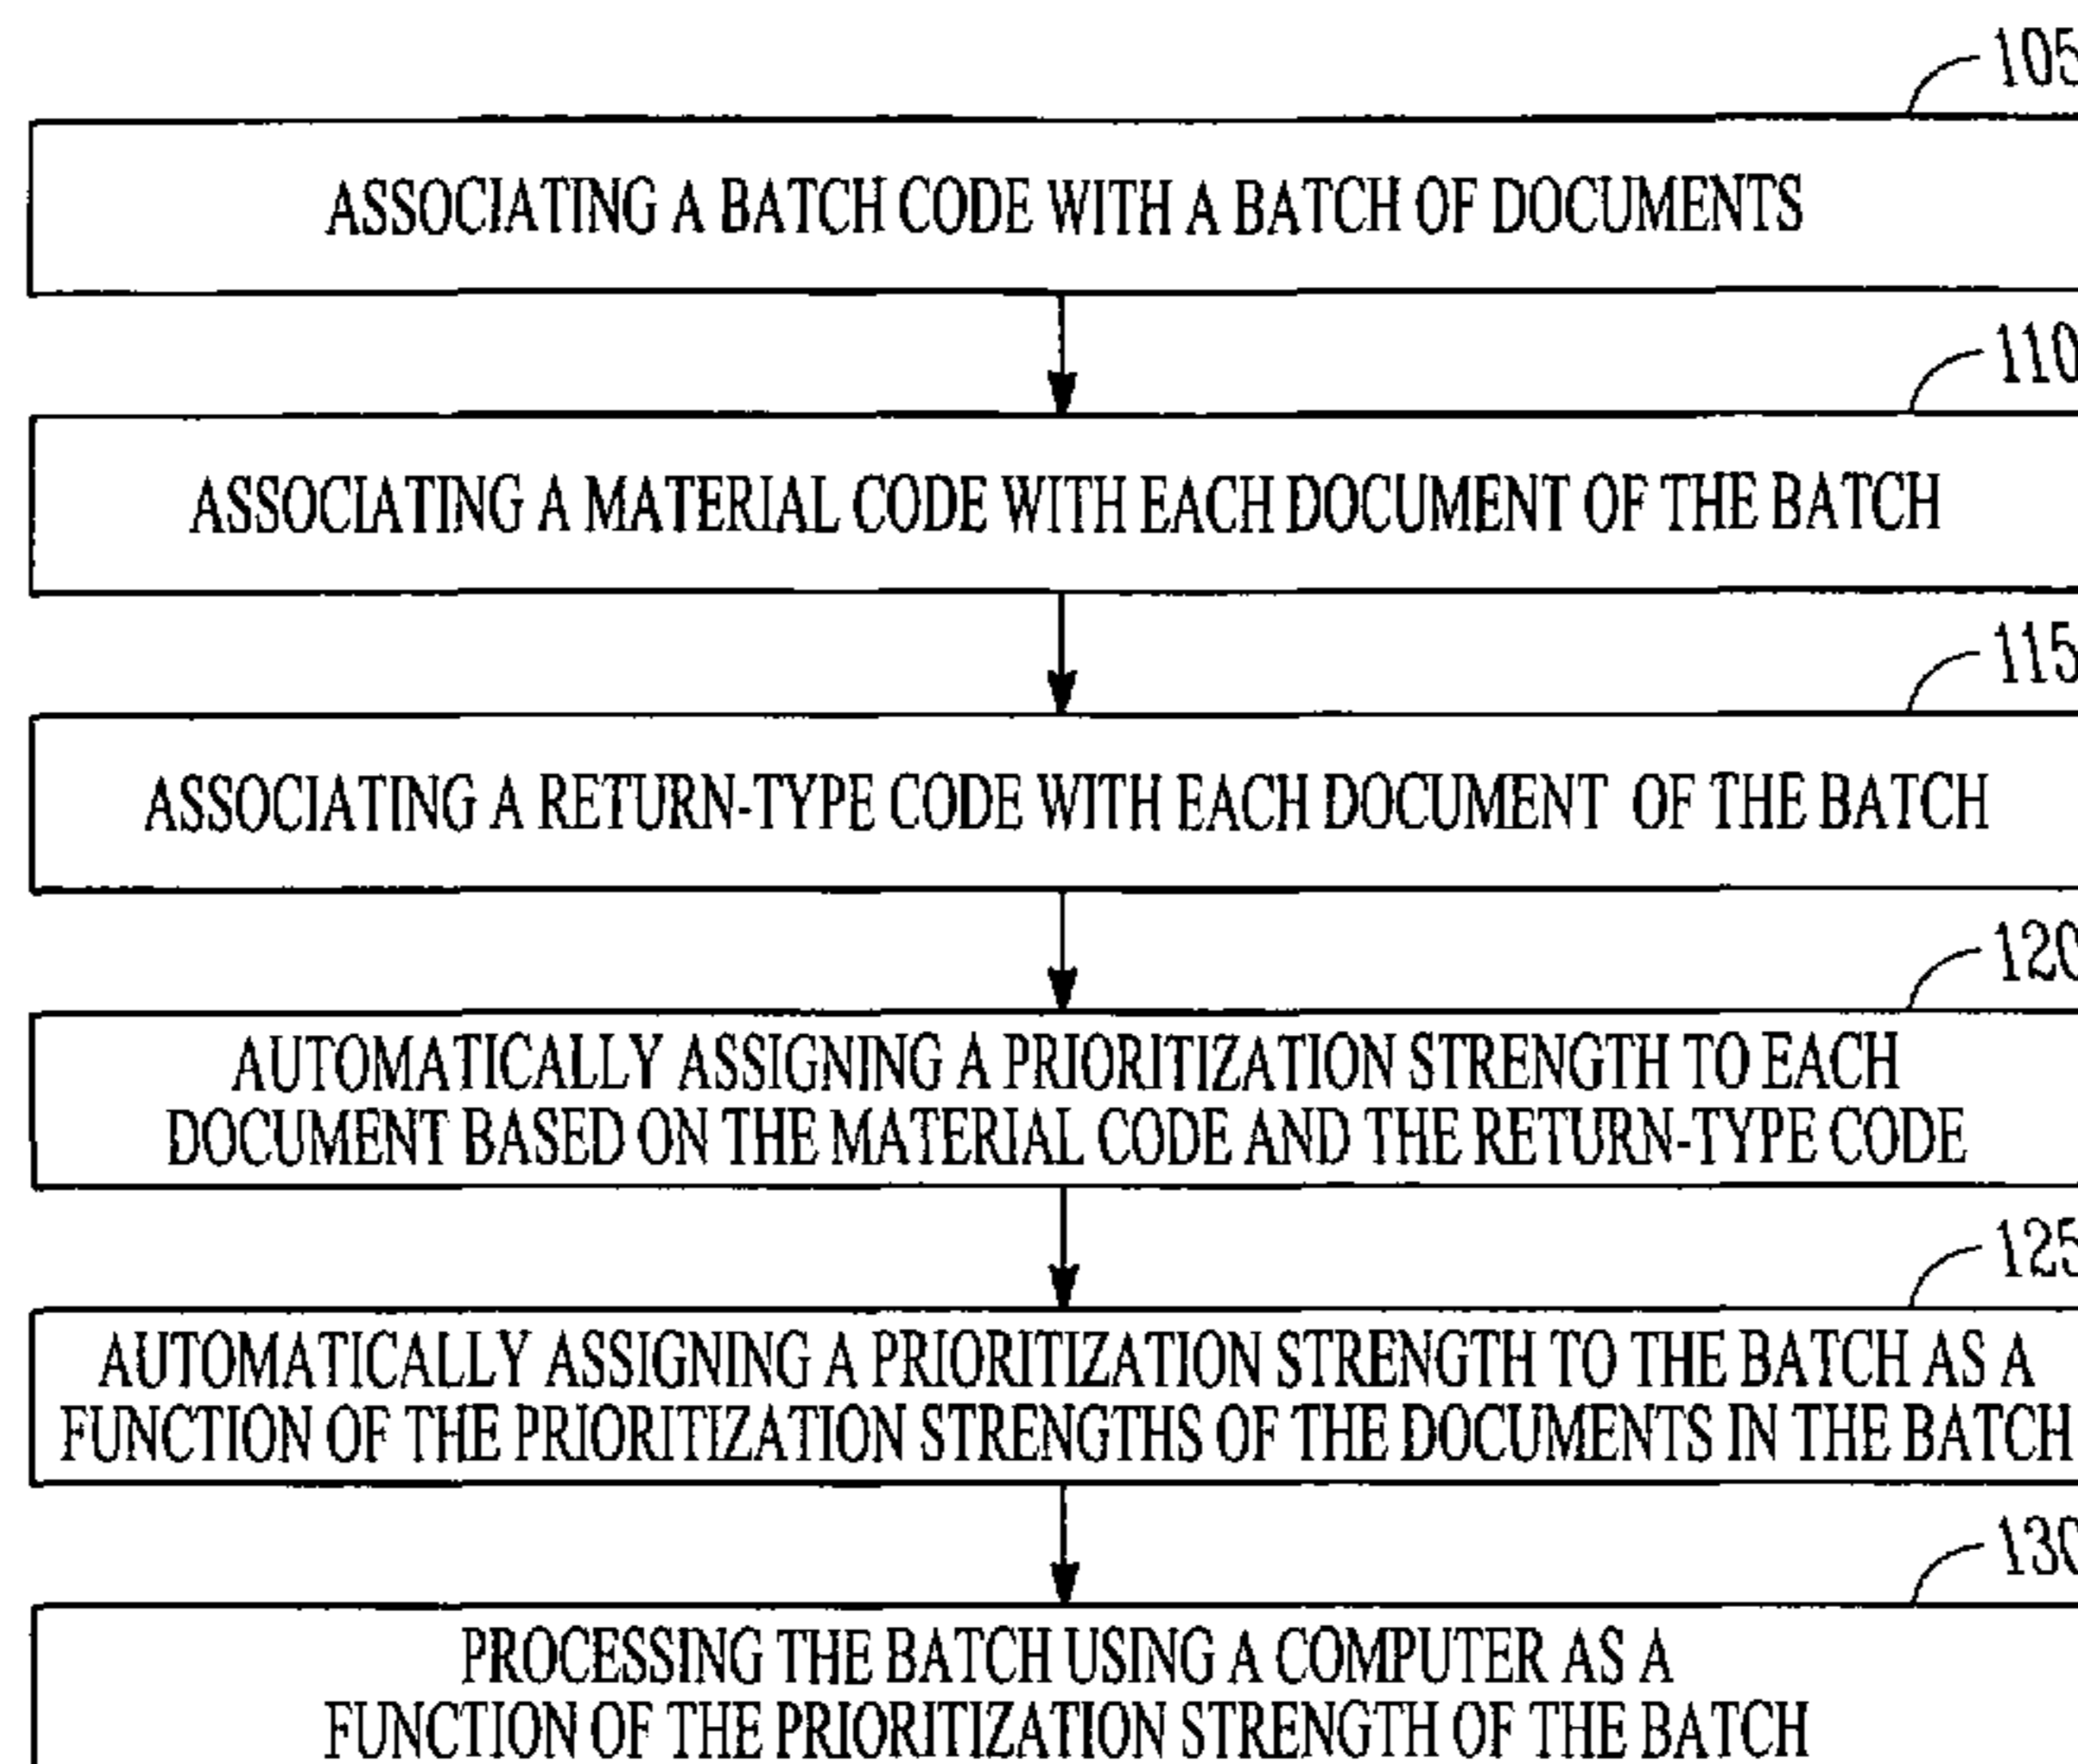 105
ASSOCIATING A BATCH CODE WITH A BATCH OF DOCUMENTS
110
ASSOCIATING A MATERIAL CODE WITH EACH DOCUMENT OF THE BATCH
115
ASSOCIATING A RETURN-TYPE CODE WITH EACH DOCUMENT OF THE BATCH
120
AUTOMATICALLY ASSIGNING A PRIORITIZATION STRENGTH TO EACH
DOCUMENT BASED ON THE MATERIAL CODE AND THE RETURN-TYPE CODE
125
AUTOMATICALLY ASSIGNING A PRIORITIZATION STRENGTH TO THE BATCH AS A
FUNCTION OF THE PRIORITIZATION STRENGTHS OF THE DOCUMENTS IN THE BATCH
130
PROCESSING THE BATCH USING A COMPUTER AS A
FUNCTION OF THE PRIORITIZATION STRENGTH OF THE BATCH